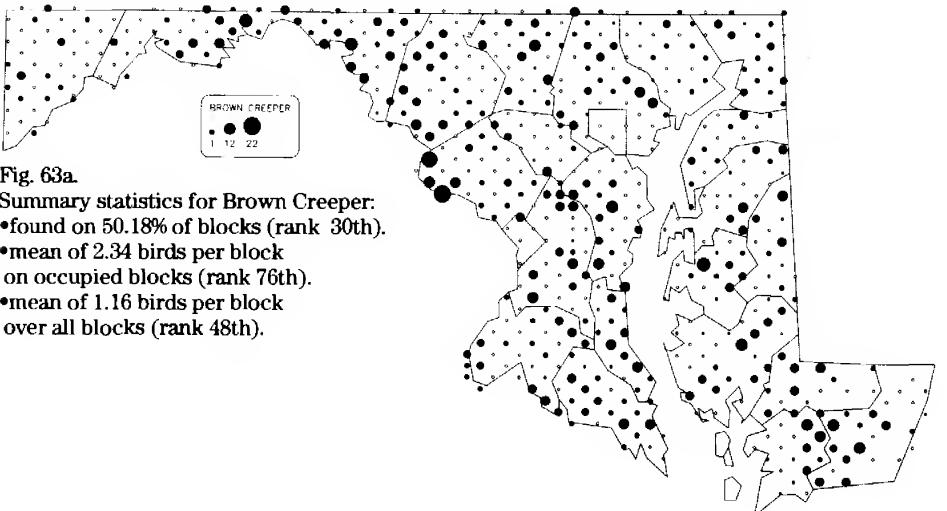 BROWN CREEPER
1 12 22
Fig. 63a.
Summary statistics for Brown Creeper:
•found on 50.18% of blocks (rank 30th).
•mean of 2.34 birds per block
on occupied blocks (rank 76th).
•mean of 1.16 birds per block
over all blocks (rank 48th).